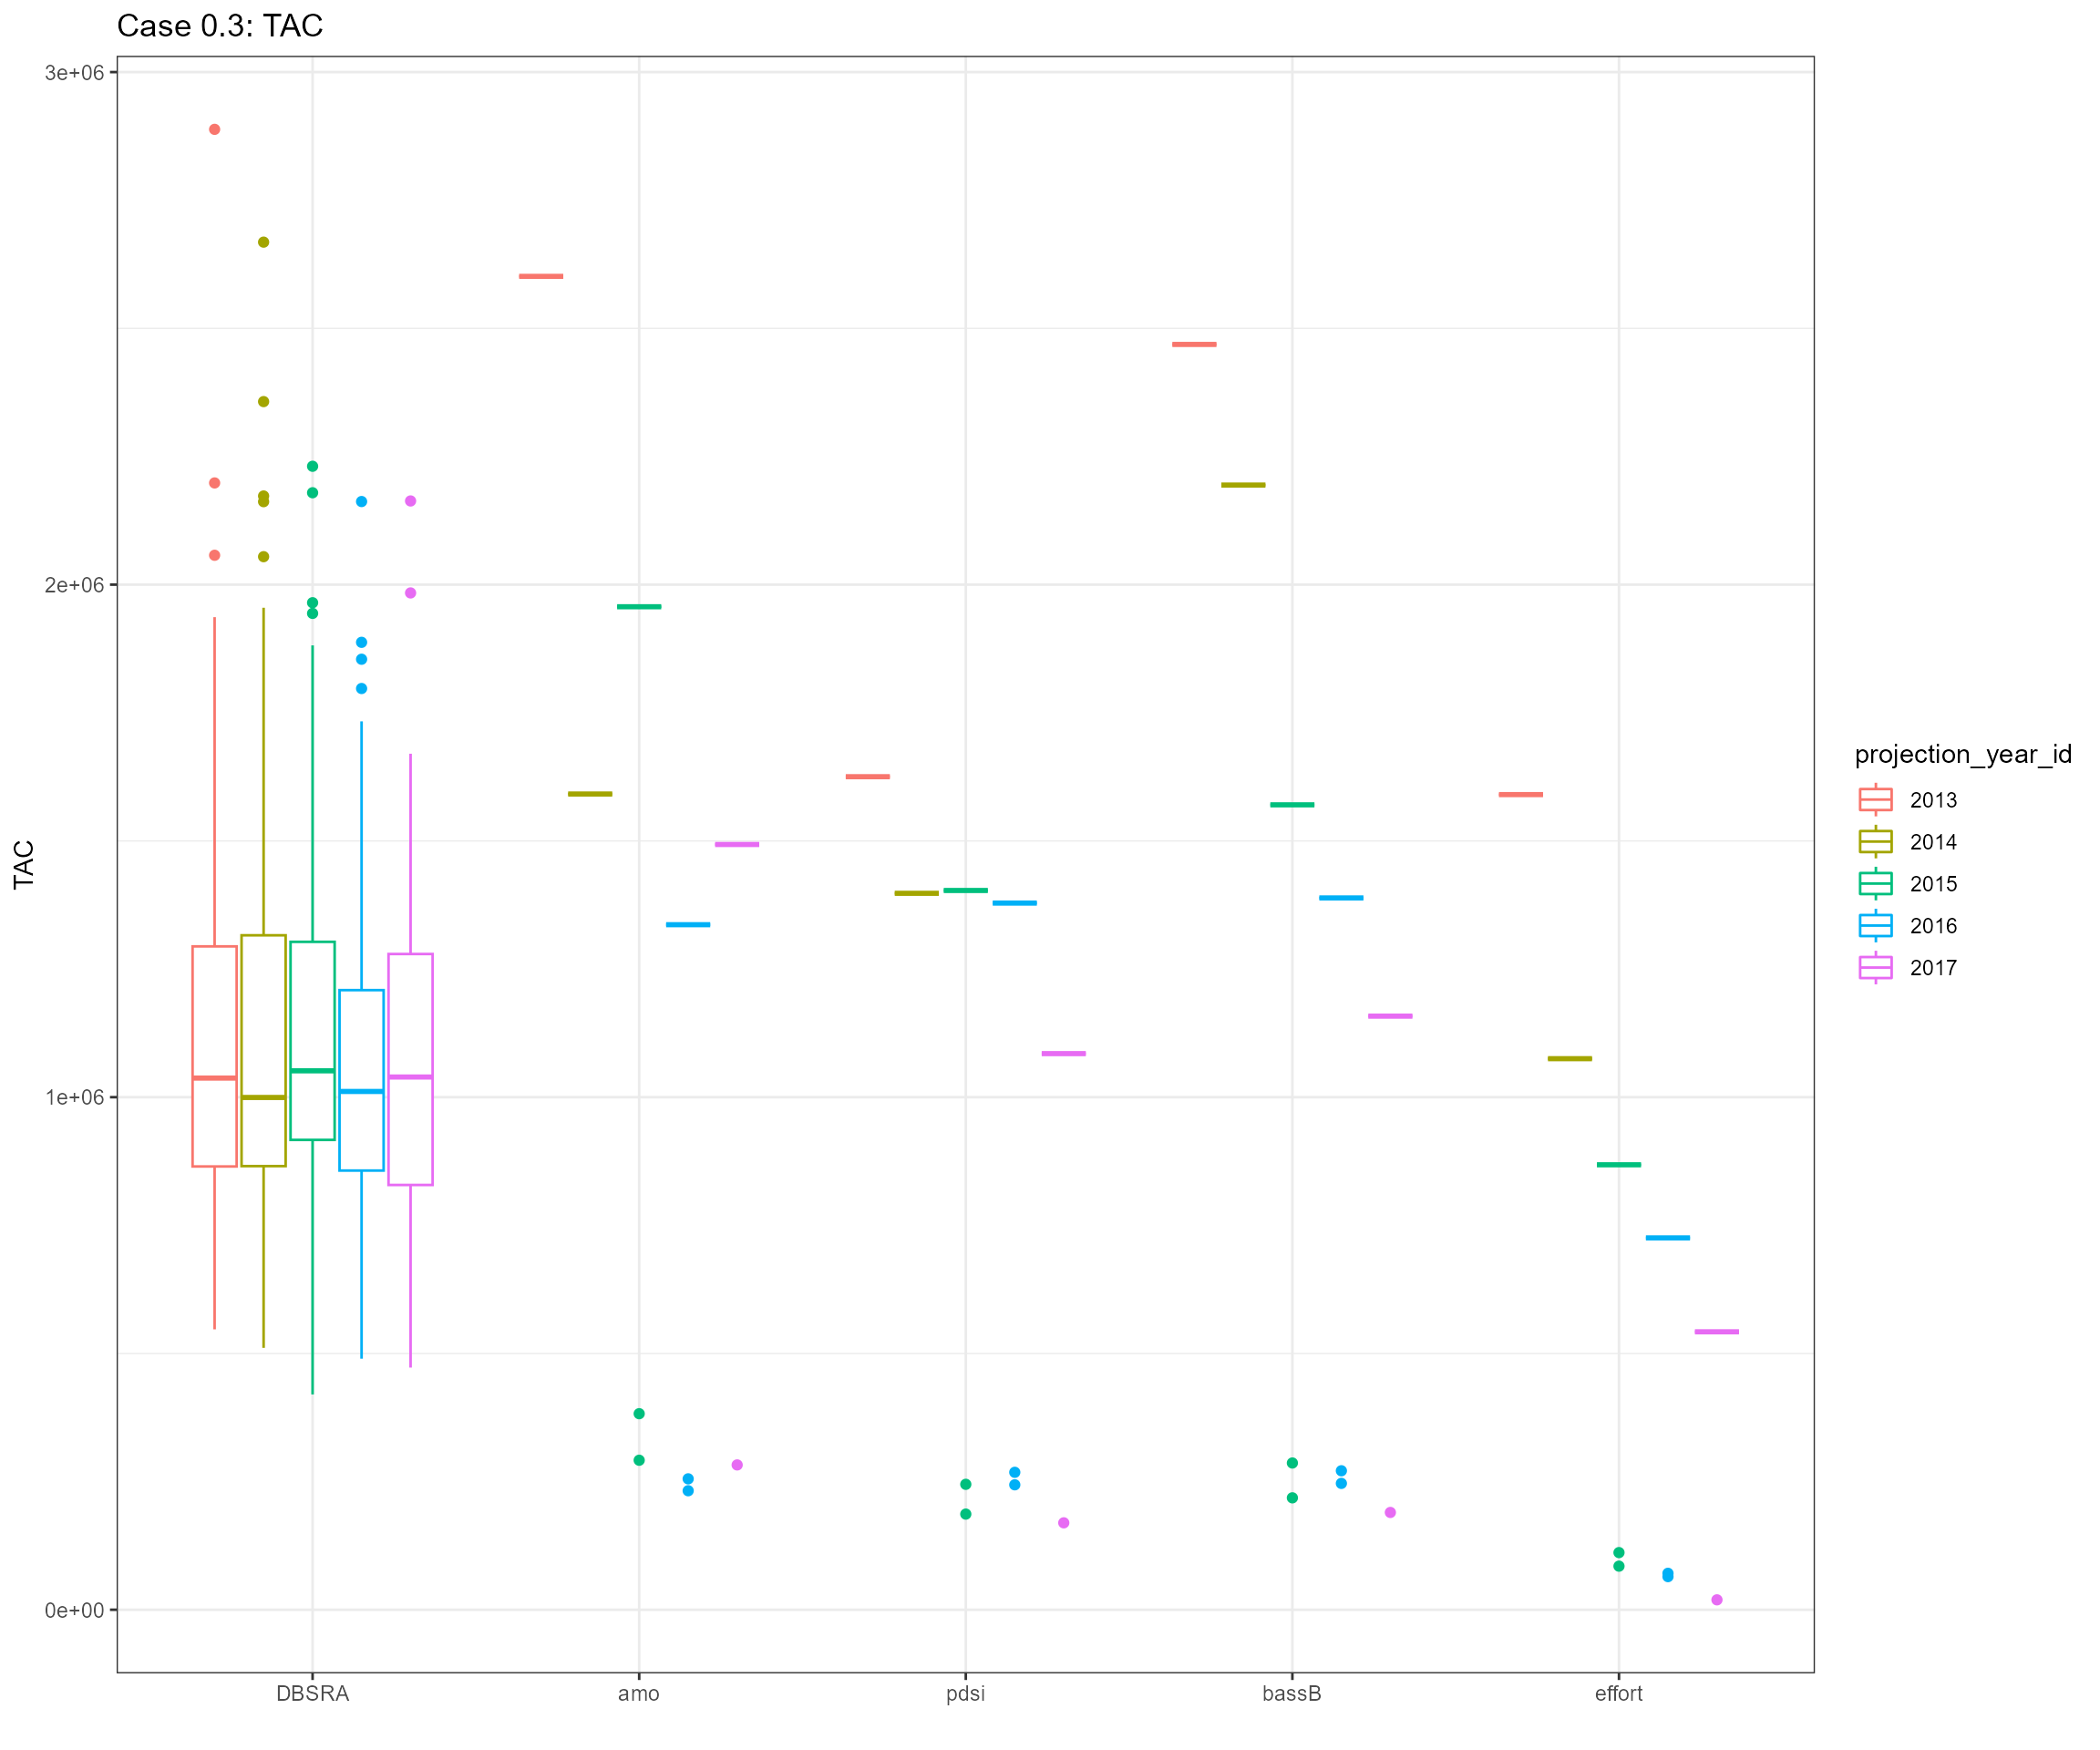 Case 0.3: TAC
3e+06
2e+06
1e+06
0e+00
TAC
DBSRA
amo
pdsi
bassB
effort
projection_year_id
2013
2014
2015
2016
2017